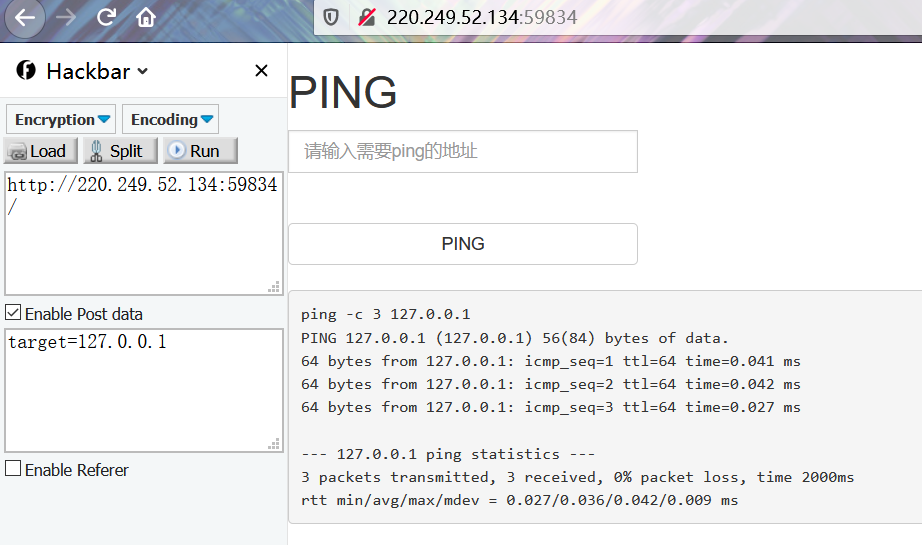 220.249.52.134:59834
Hackbar
Encryption
Encoding
Load
Split
Run
http://220.249.52.134:59834
/
Enable Post data
target=127.0.0.1
Enable Referer
PING
请输入需要ping的地址
PING
ping -c 3 127.0.0.1
PING 127.0.0.1 (127.0.0.1) 56(84) bytes of data.
64 bytes from 127.0.0.1: icmp_seq=1 ttl=64 time=0.041 ms
64 bytes from 127.0.0.1: icmp_seq=2 ttl=64 time=0.042 ms
64 bytes from 127.0.0.1: icmp_seq=3 ttl=64 time=0.027 ms
--- 127.0.0.1 ping statistics ---
3 packets transmitted, 3 received, 0% packet loss, time 2000ms
rtt min/avg/max/mdev = 0.027/0.036/0.042/0.009 ms